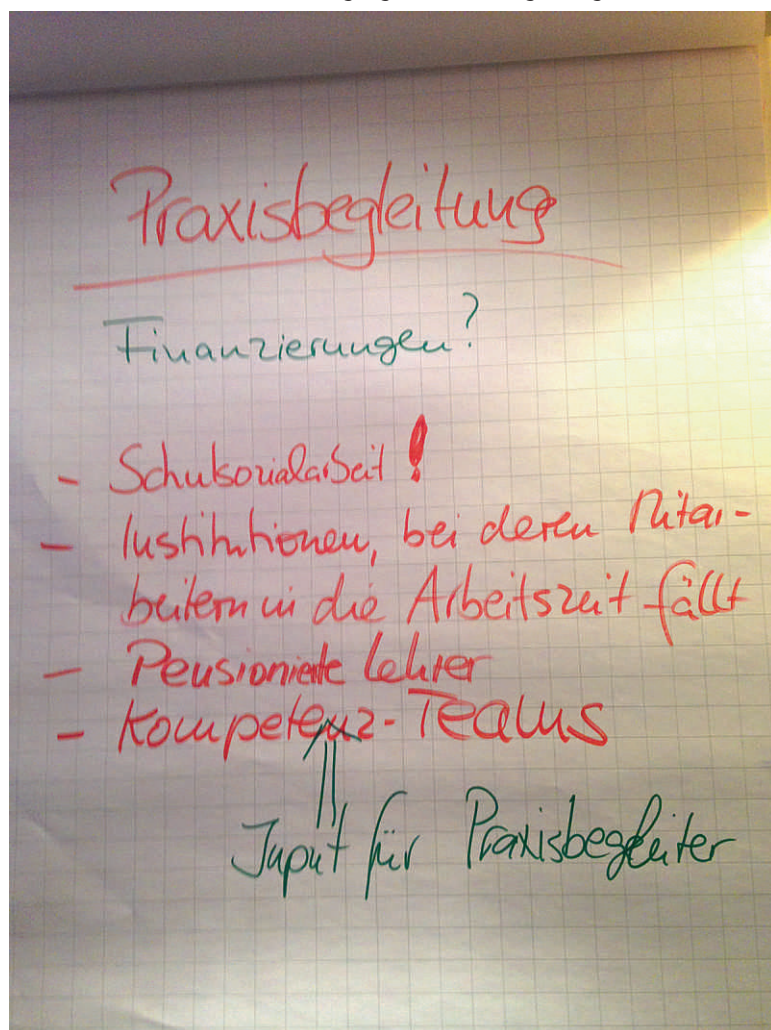 Praxisbegleitung
Finanzierungen?
- Schulsozialarbeit!
- Institutionen, bei deren Mitar-
beitern in die Arbeitszeit fällt
- Pensionierte Lehrer
- Kompetenz-Teams
Input für Praxisbegleiter